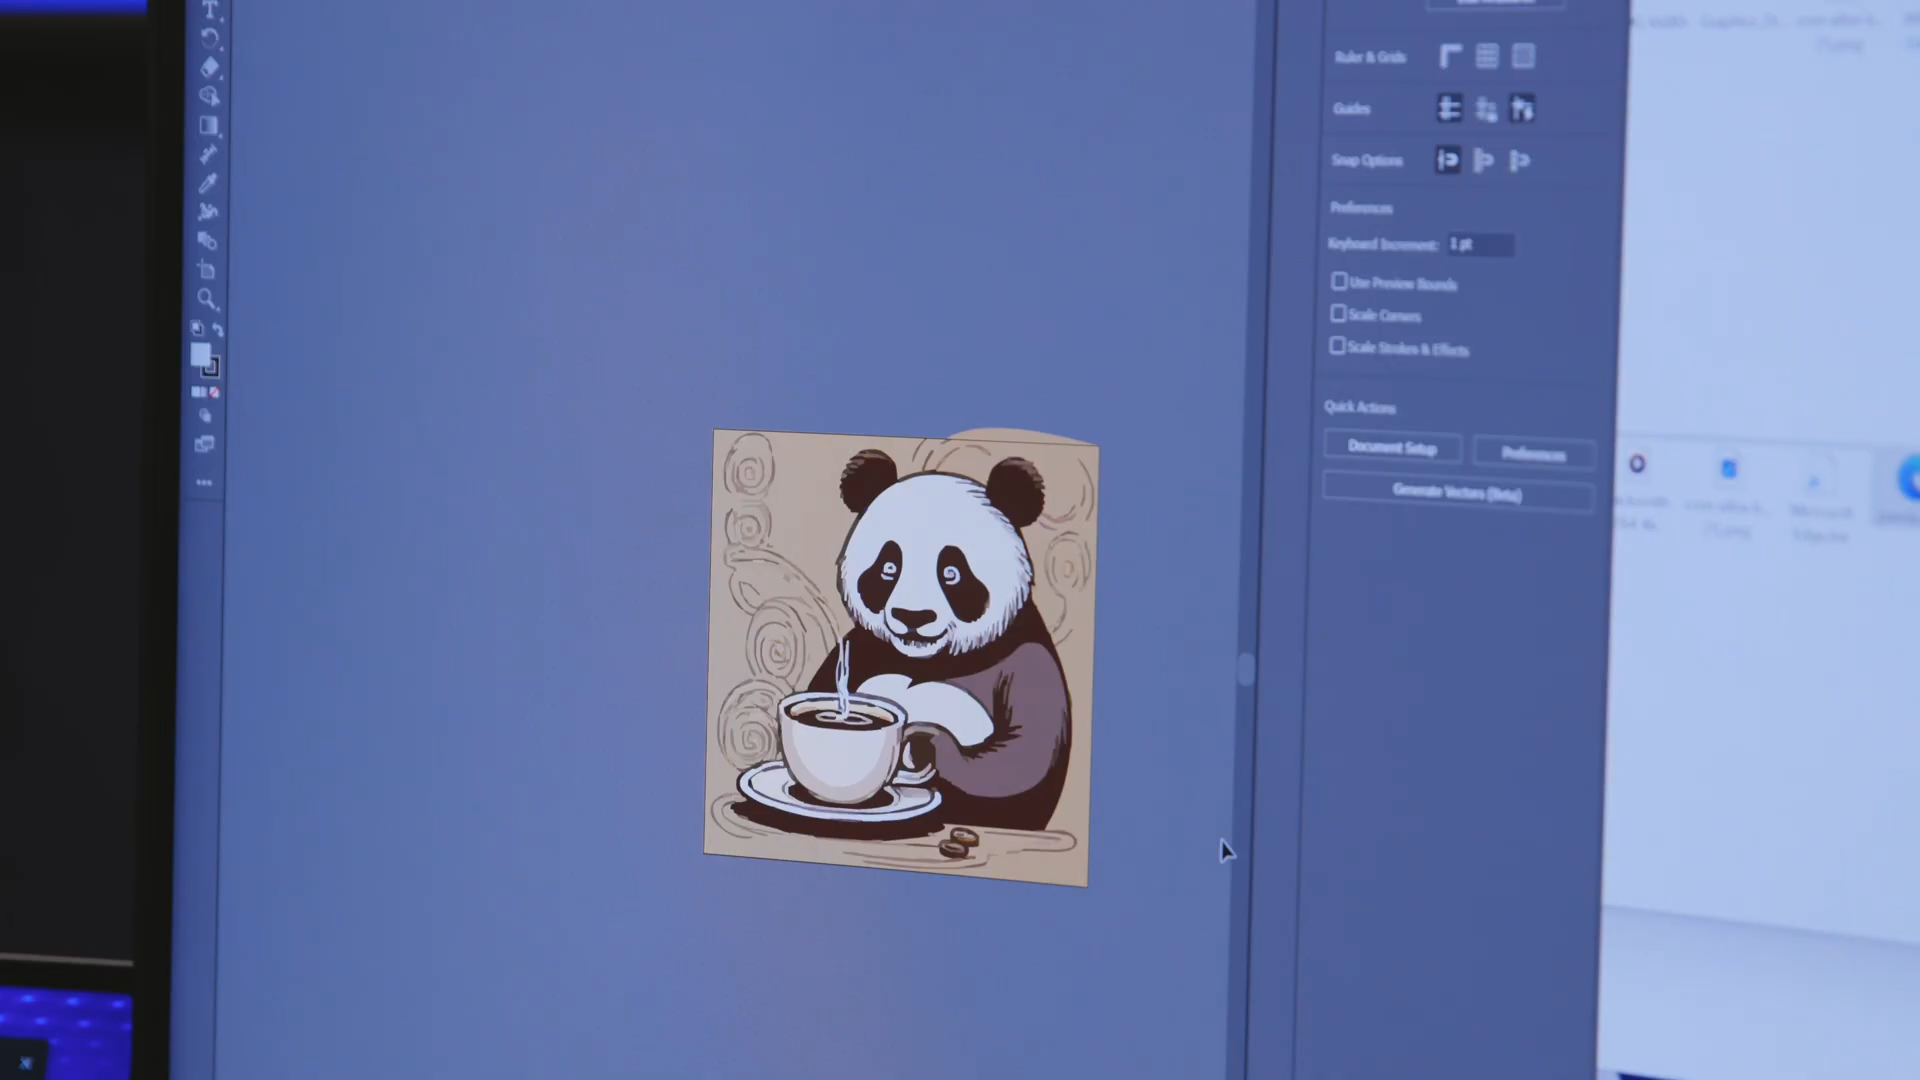 Ruler & Grids
Guides
Snap Options
Preferences
Keyboard Increment: 1 pt
Use Preview Bounds
Scale Corners
Scale Strokes & Effects
Quick Actions
Document Setup
Preferences
Generate Vectors (Beta)